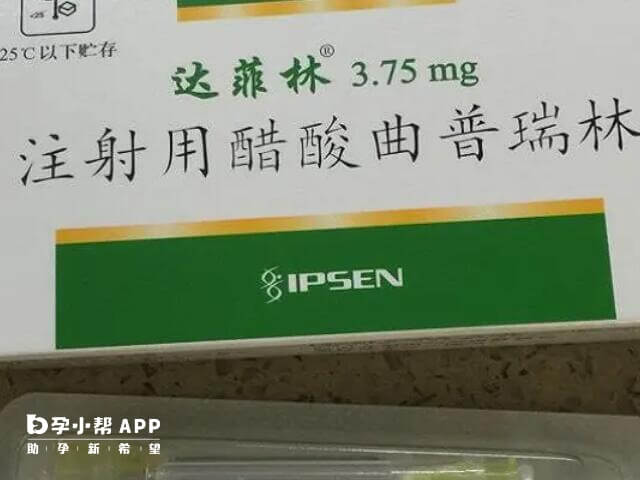 <25
25℃以下贮存
达菲林® 3.75 mg
注射用醋酸曲普瑞林
IPSEN
孕小帮 APP
助孕新希望